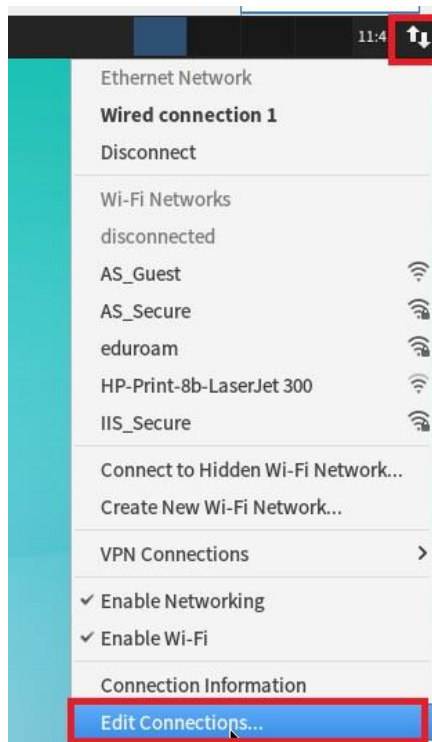 11:4
Ethernet Network
Wired connection 1
Disconnect
Wi-Fi Networks
disconnected
AS_Guest
AS_Secure
eduroam
HP-Print-8b-LaserJet 300
IIS_Secure
Connect to Hidden Wi-Fi Network...
Create New Wi-Fi Network...
VPN Connections
Enable Networking
Enable Wi-Fi
Connection Information
Edit Connections...